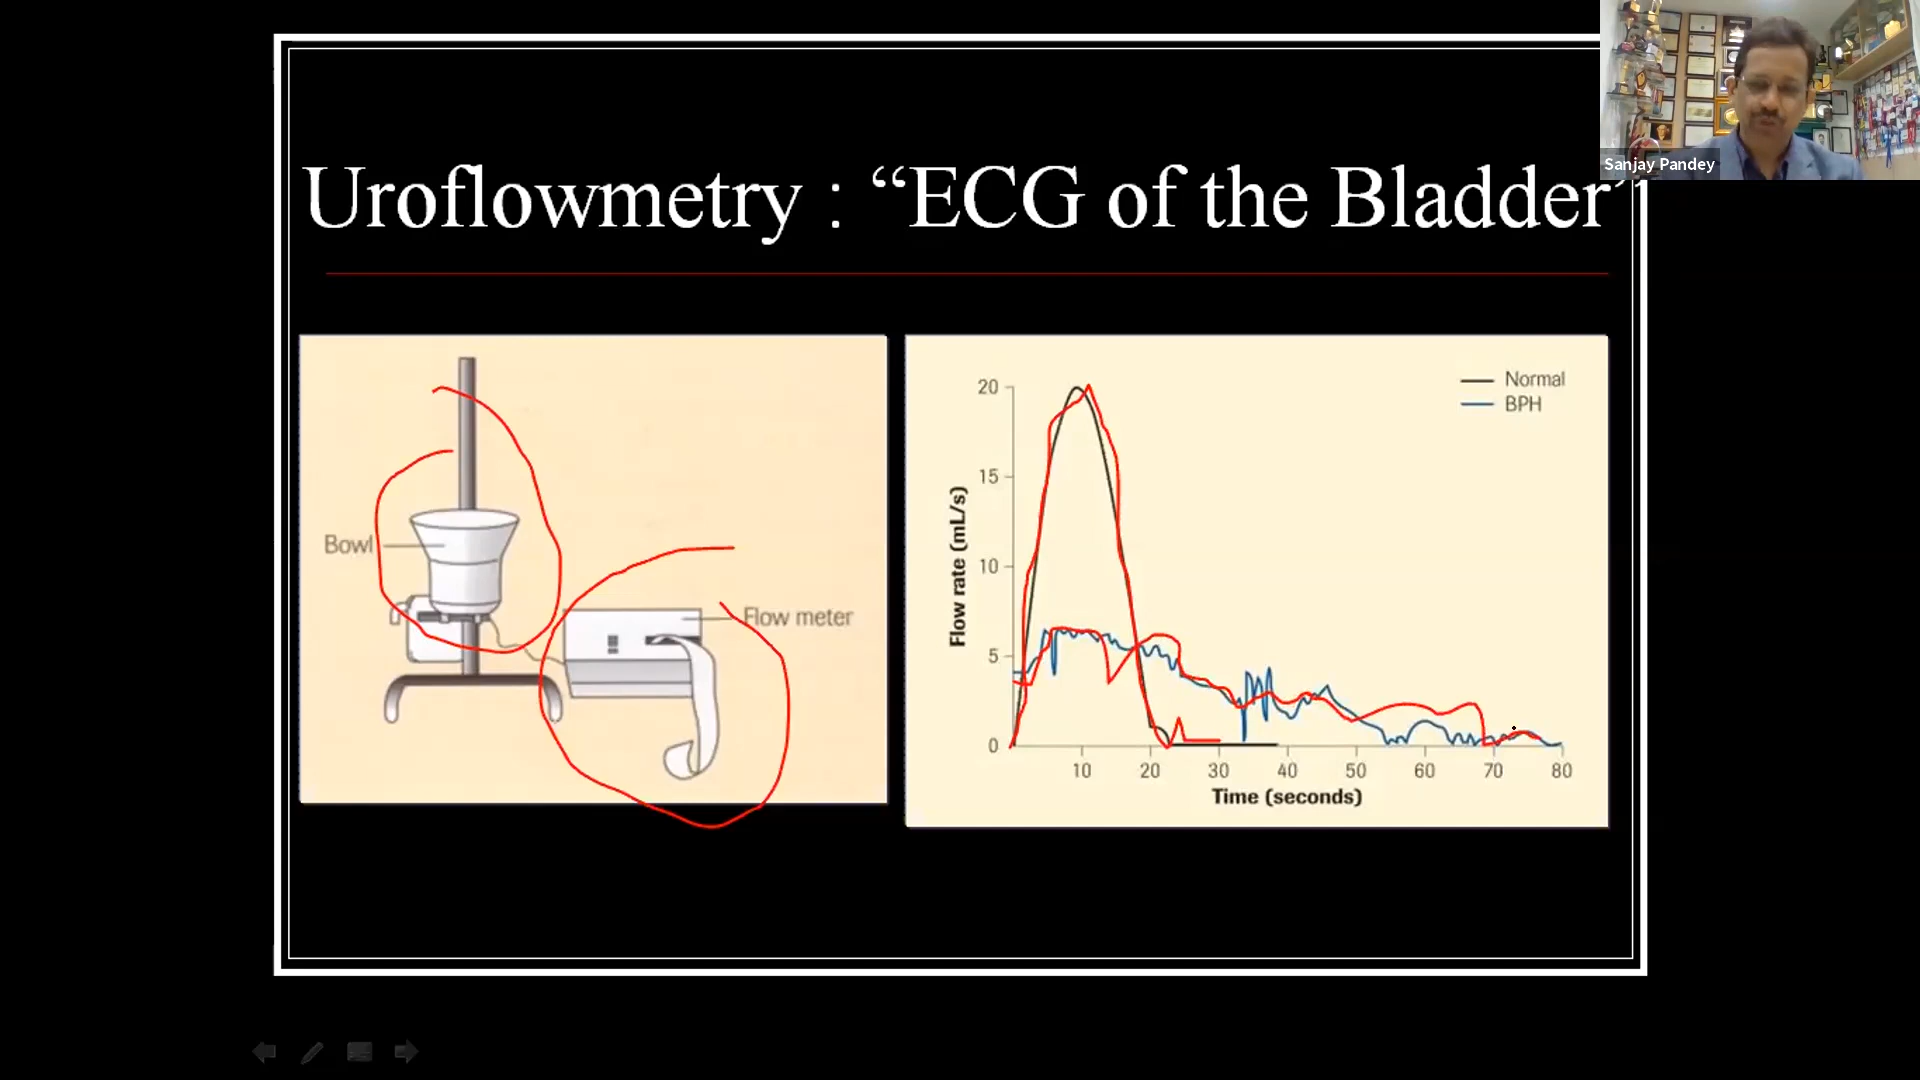 Sanjay Pandey
Uroflowmetry : “ECG of the Bladder”
Bowl
Flow meter
Normal
BPH
Flow rate (mL/s)
20
15
10
5
0
10 20 30 40 50 60 70 80
Time (seconds)